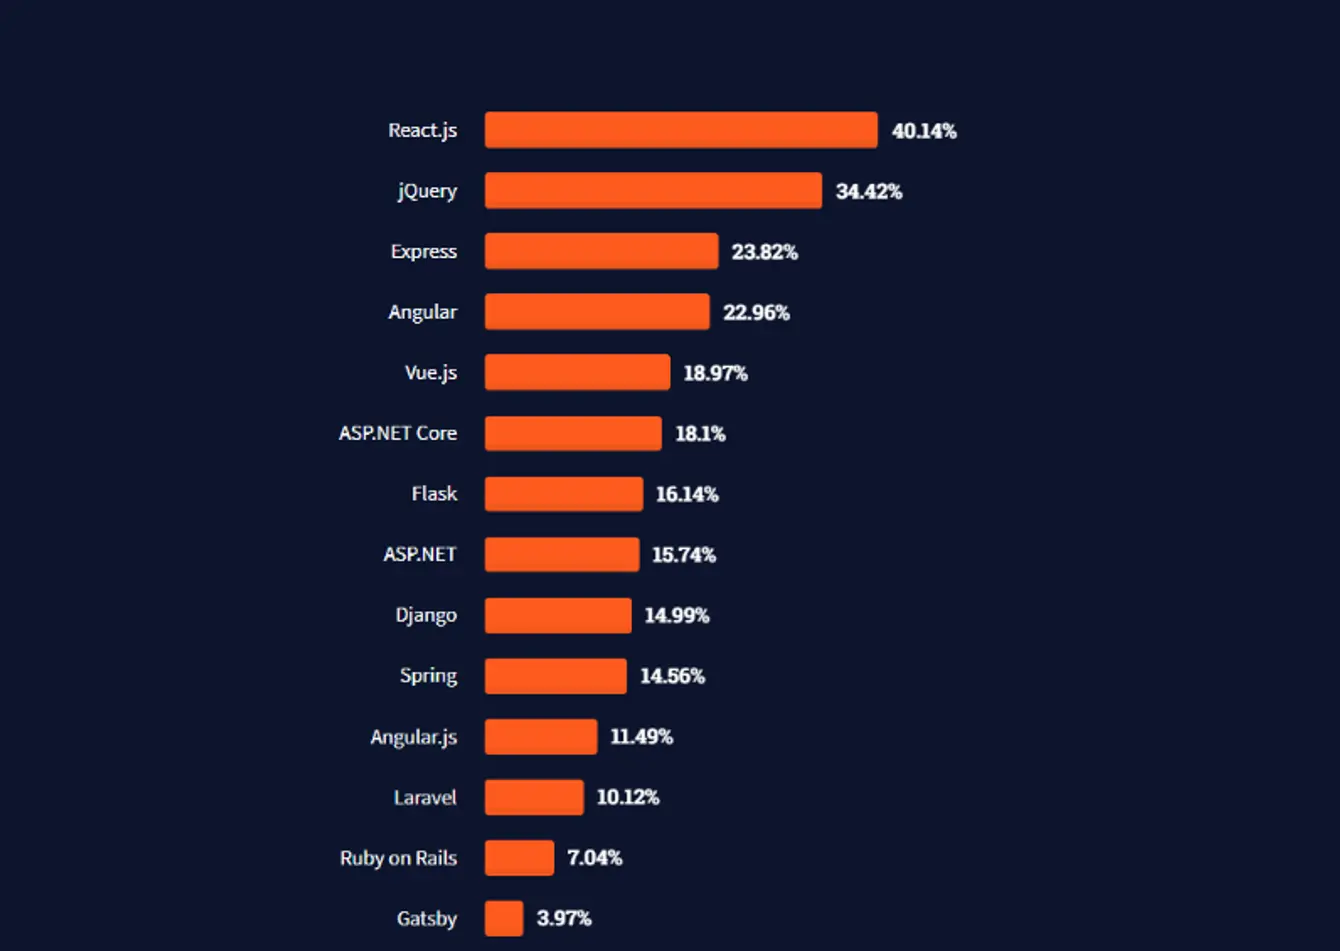 React.js 40.14%
jQuery 34.42%
Express 23.82%
Angular 22.96%
Vue.js 18.97%
ASP.NET Core 18.1%
Flask 16.14%
ASP.NET 15.74%
Django 14.99%
Spring 14.56%
Angular.js 11.49%
Laravel 10.12%
Ruby on Rails 7.04%
Gatsby 3.97%